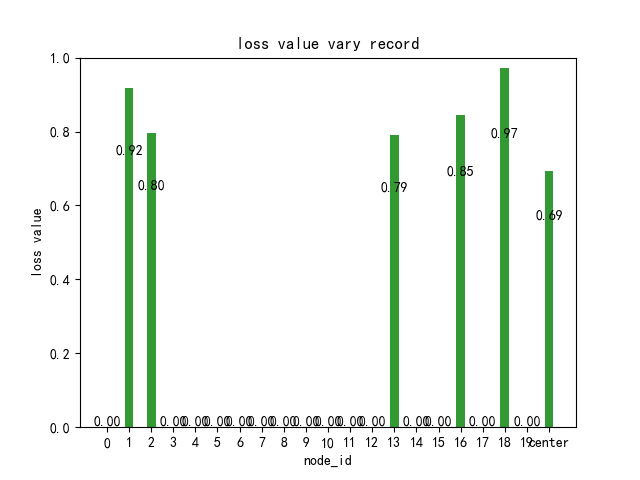 loss value vary record
1.0
0.8
0.6
0.4
0.2
0.0
loss value
0.00 0.92 0.80 0.00 0.00 0.00 0.00 0.00 0.00 0.00 0.00 0.00 0.00 0.79 0.00 0.00 0.85 0.00 0.97 0.00 0.69
0 1 2 3 4 5 6 7 8 9 10 11 12 13 14 15 16 17 18 19 center
node_id